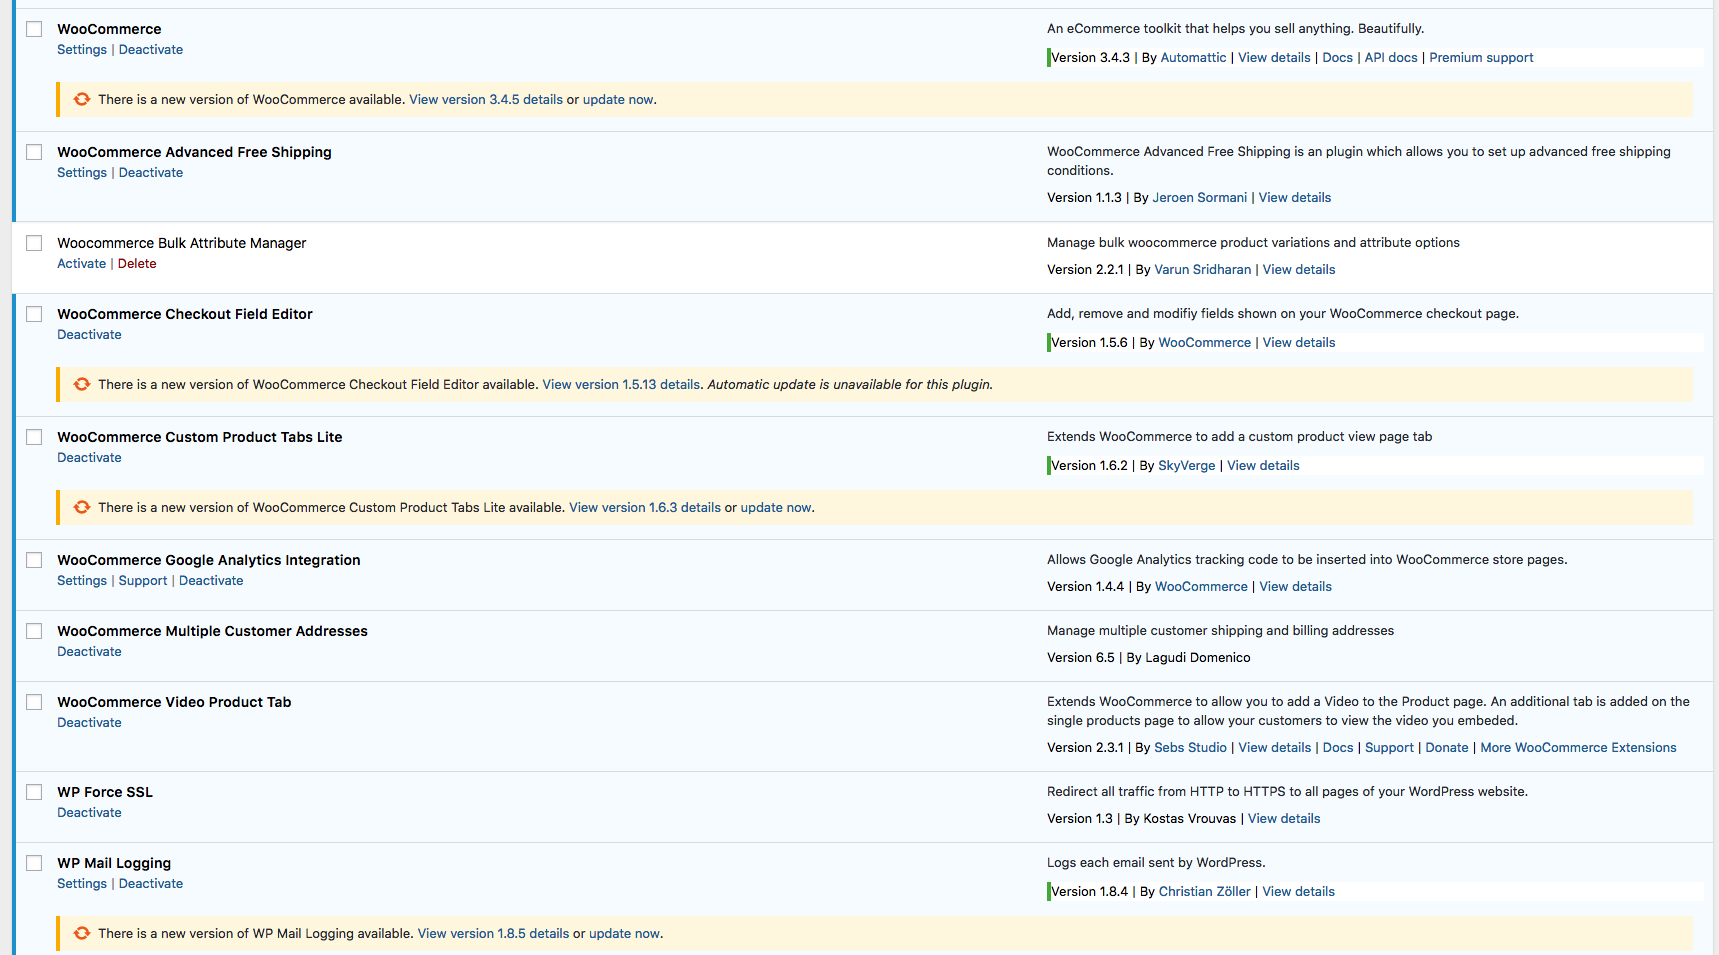 WooCommerce
Settings | Deactivate
An eCommerce toolkit that helps you sell anything. Beautifully.
Version 3.4.3 | By Automattic | View details | Docs | API docs | Premium support
There is a new version of WooCommerce available. View version 3.4.5 details or update now.
WooCommerce Advanced Free Shipping
Settings | Deactivate
WooCommerce Advanced Free Shipping is an plugin which allows you to set up advanced free shipping
conditions.
Version 1.1.3 | By Jeroen Sormani | View details
Woocommerce Bulk Attribute Manager
Activate | Delete
Manage bulk woocommerce product variations and attribute options
Version 2.2.1 | By Varun Sridharan | View details
WooCommerce Checkout Field Editor
Deactivate
Add, remove and modifiy fields shown on your WooCommerce checkout page.
Version 1.5.6 | By WooCommerce | View details
There is a new version of WooCommerce Checkout Field Editor available. View version 1.5.13 details. Automatic update is unavailable for this plugin.
WooCommerce Custom Product Tabs Lite
Deactivate
Extends WooCommerce to add a custom product view page tab
Version 1.6.2 | By SkyVerge | View details
There is a new version of WooCommerce Custom Product Tabs Lite available. View version 1.6.3 details or update now.
WooCommerce Google Analytics Integration
Settings | Support | Deactivate
Allows Google Analytics tracking code to be inserted into WooCommerce store pages.
Version 1.4.4 | By WooCommerce | View details
WooCommerce Multiple Customer Addresses
Deactivate
Manage multiple customer shipping and billing addresses
Version 6.5 | By Lagudi Domenico
WooCommerce Video Product Tab
Deactivate
Extends WooCommerce to allow you to add a Video to the Product page. An additional tab is added on the
single products page to allow your customers to view the video you embeded.
Version 2.3.1 | By Sebs Studio | View details | Docs | Support | Donate | More WooCommerce Extensions
WP Force SSL
Deactivate
Redirect all traffic from HTTP to HTTPS to all pages of your WordPress website.
Version 1.3 | By Kostas Vrouvas | View details
WP Mail Logging
Settings | Deactivate
Logs each email sent by WordPress.
Version 1.8.4 | By Christian Zöller | View details
There is a new version of WP Mail Logging available. View version 1.8.5 details or update now.